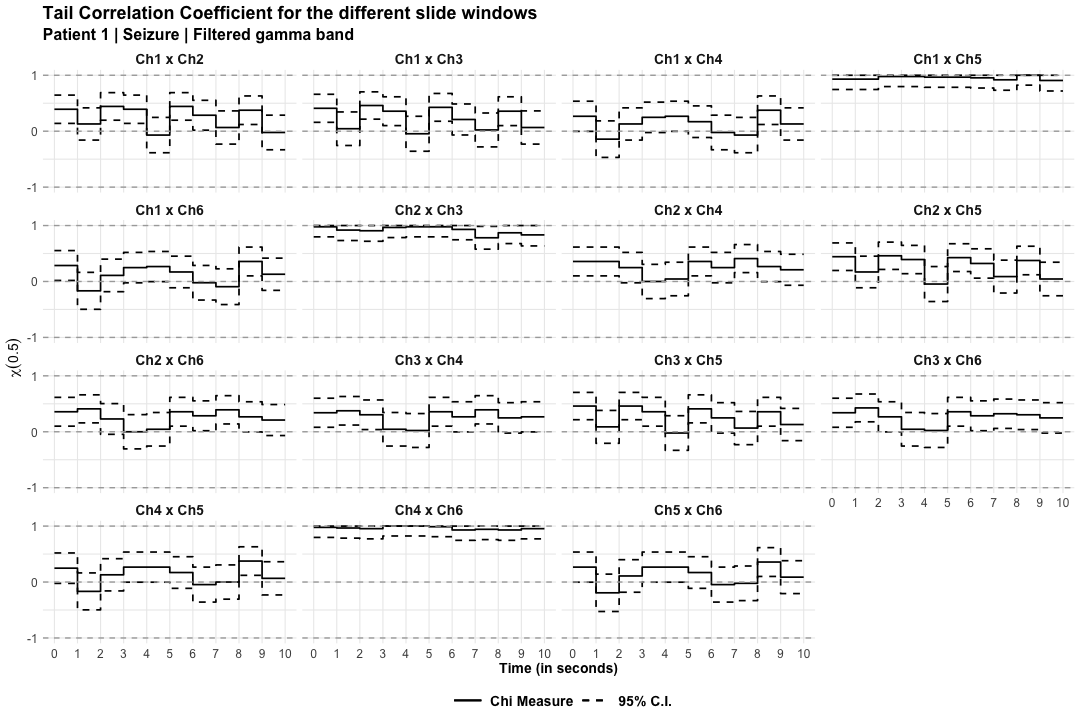 Tail Correlation Coefficient for the different slide windows
Patient 1 | Seizure | Filtered gamma band
Ch1 x Ch2
Ch1 x Ch3
Ch1 x Ch4
Ch1 x Ch5
1
0
-1
Ch1 x Ch6
Ch2 x Ch3
Ch2 x Ch4
Ch2 x Ch5
1
0
-1
χ(0.5)
Ch2 x Ch6
Ch3 x Ch4
Ch3 x Ch5
Ch3 x Ch6
1
0
-1
0 1 2 3 4 5 6 7 8 9 10
Ch4 x Ch5
Ch4 x Ch6
Ch5 x Ch6
1
0
-1
0 1 2 3 4 5 6 7 8 9 10
0 1 2 3 4 5 6 7 8 9 10
0 1 2 3 4 5 6 7 8 9 10
Time (in seconds)
Chi Measure
95% C.I.